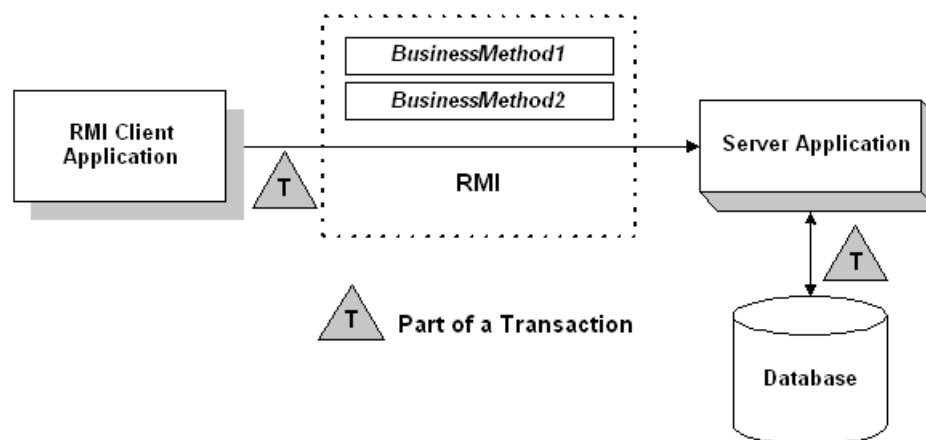 BusinessMethod1
BusinessMethod2
RMI Client
Application
Server Application
T
RMI
T
T
Part of a Transaction
Database